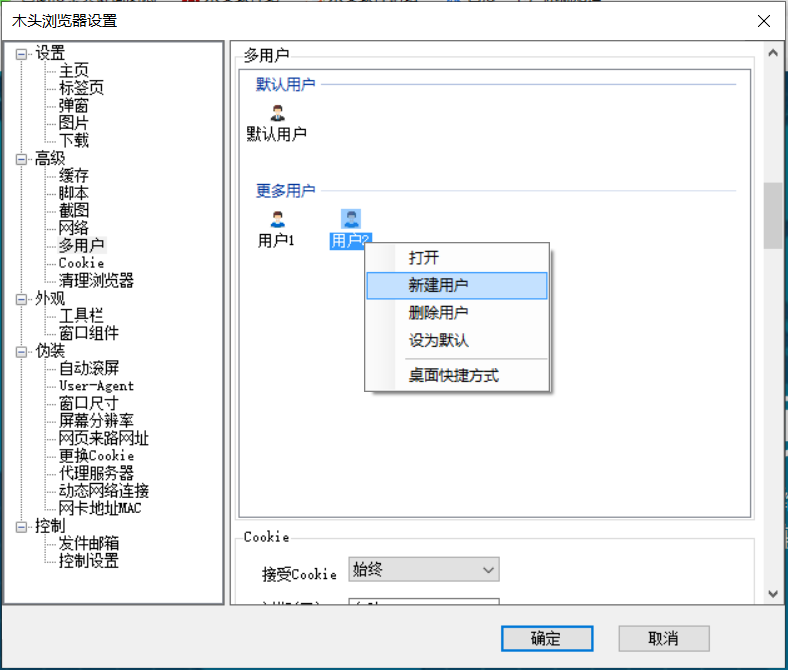 木头浏览器设置
设置
主页
标签页
弹窗
图片
下载
高级
缓存
脚本
截图
网络
多用户
Cookie
清理浏览器
外观
工具栏
窗口组件
伪装
自动滚屏
User-Agent
窗口尺寸
屏幕分辨率
网页来路网址
更换Cookie
代理服务器
动态网络连接
网卡地址MAC
控制
发件邮箱
控制设置
多用户
默认用户
默认用户
更多用户
用户1
用户2
打开
新建用户
删除用户
设为默认
桌面快捷方式
Cookie
接受Cookie
始终
确定
取消